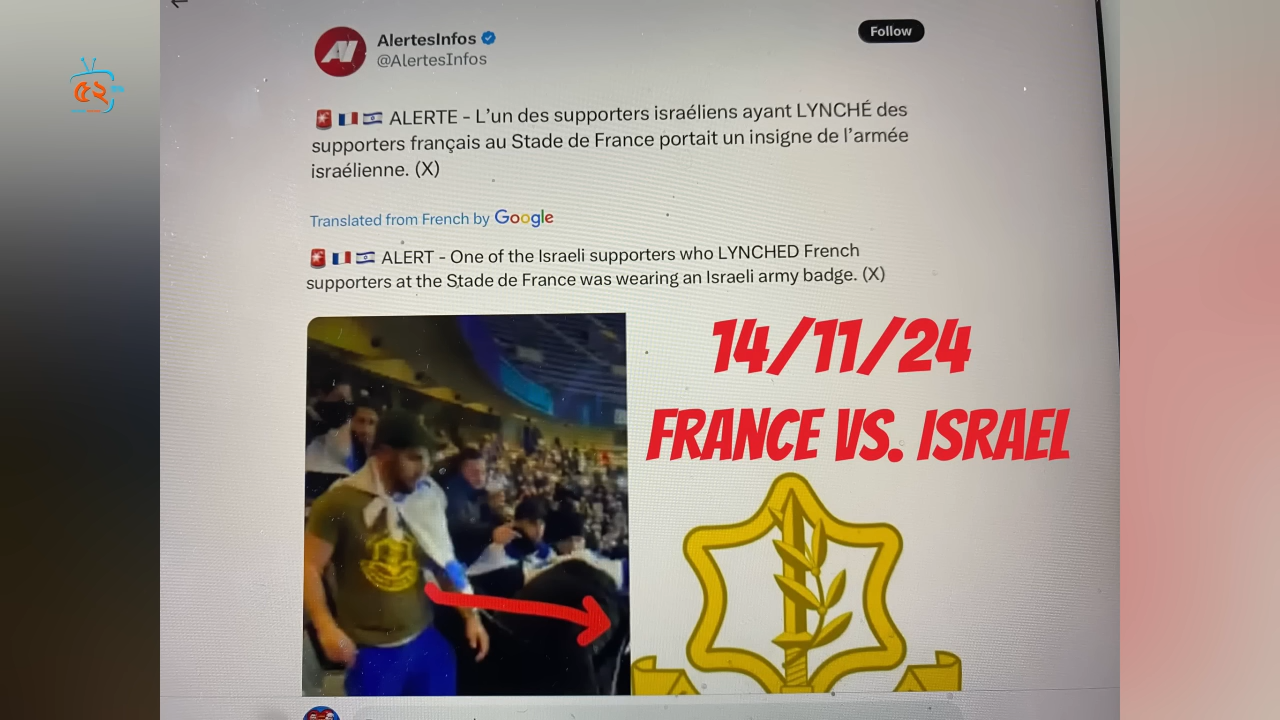 ৫২
AlertesInfos
@AlertesInfos
Follow
ALERTE - L’un des supporters israéliens ayant LYNCHÉ des
supporters français au Stade de France portait un insigne de l’armée
israélienne. (X)
Translated from French by Google
ALERT - One of the Israeli supporters who LYNCHED French
supporters at the Stade de France was wearing an Israeli army badge. (X)
14/11/24
FRANCE VS. ISRAEL